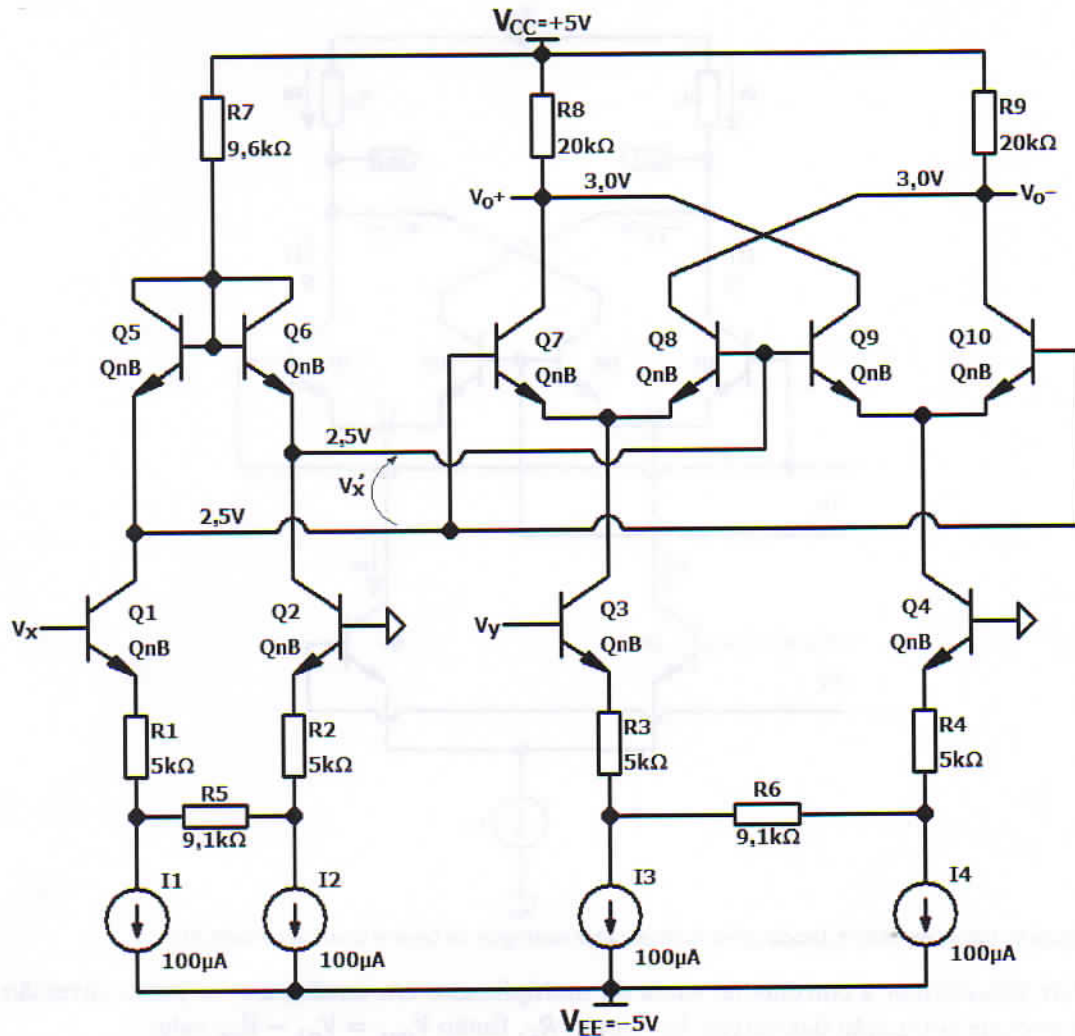 VCC=+5V
R7
9,6kΩ
R8
20kΩ
R9
20kΩ
Vo+
3,0V
3,0V
Vo−
Q5
QnB
Q6
QnB
Q7
QnB
Q8
QnB
Q9
QnB
Q10
QnB
2,5V
Vx′
2,5V
Vx
Q1
QnB
Q2
QnB
Vy
Q3
QnB
Q4
QnB
R1
5kΩ
R2
5kΩ
R3
5kΩ
R4
5kΩ
R5
9,1kΩ
R6
9,1kΩ
I1
100µA
I2
100µA
I3
100µA
I4
100µA
VEE=−5V